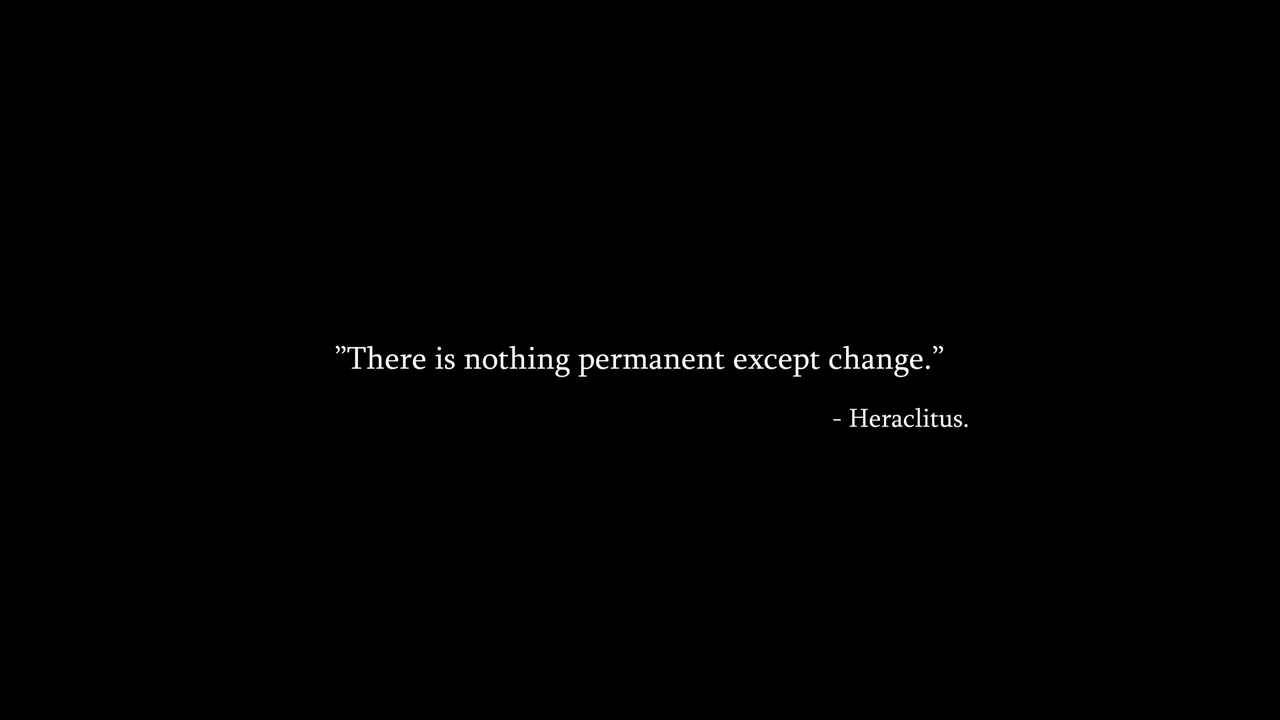 ”There is nothing permanent except change.”
- Heraclitus.